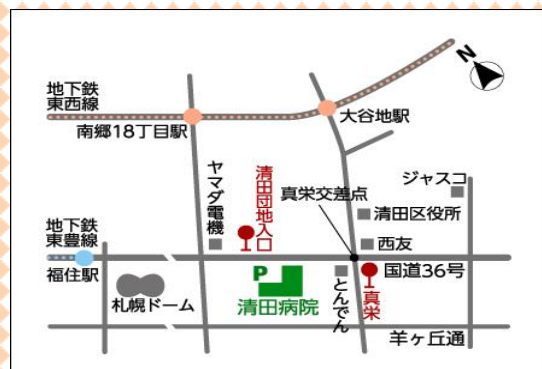 N
地下鉄
東西線
南郷18丁目駅
大谷地駅
ヤマダ電機
清田団地入口
真栄交差点
ジャスコ
清田区役所
西友
地下鉄
東豊線
福住駅
国道36号
P
札幌ドーム
清田病院
とんでん
真栄
羊ヶ丘通